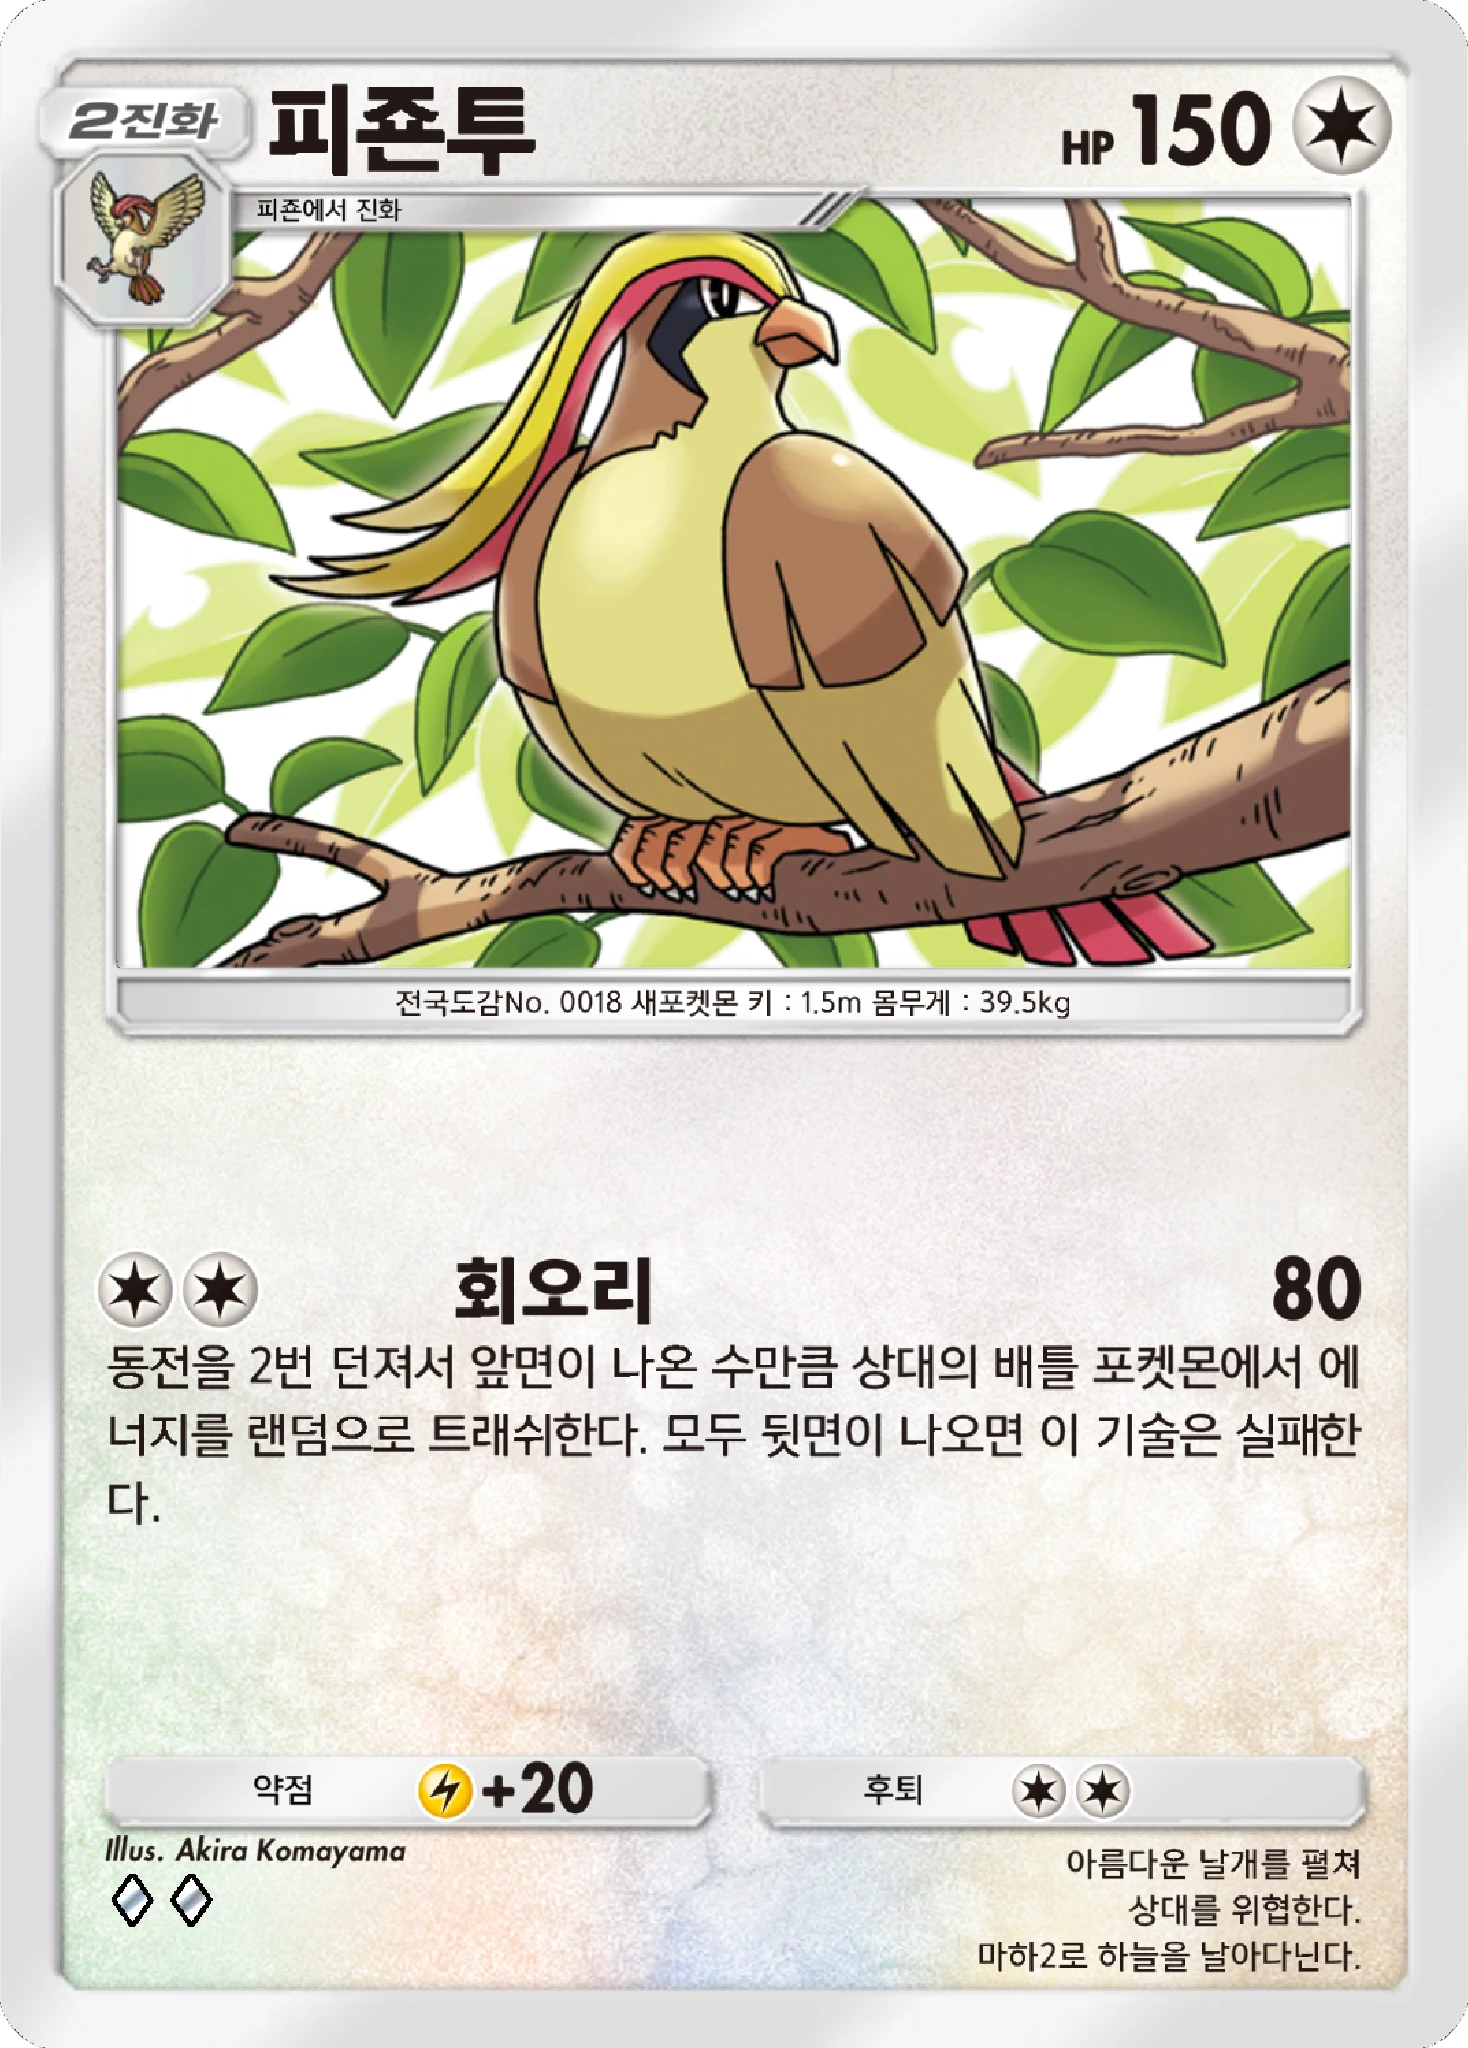 2진화
피죤투
HP 150
피죤에서 진화
전국도감No. 0018 새포켓몬 키 : 1.5m 몸무게 : 39.5kg
회오리 80
동전을 2번 던져서 앞면이 나온 수만큼 상대의 배틀 포켓몬에서 에
너지를 랜덤으로 트래쉬한다. 모두 뒷면이 나오면 이 기술은 실패한
다.
약점 +20
후퇴
Illus. Akira Komayama
아름다운 날개를 펼쳐
상대를 위협한다.
마하2로 하늘을 날아다닌다.